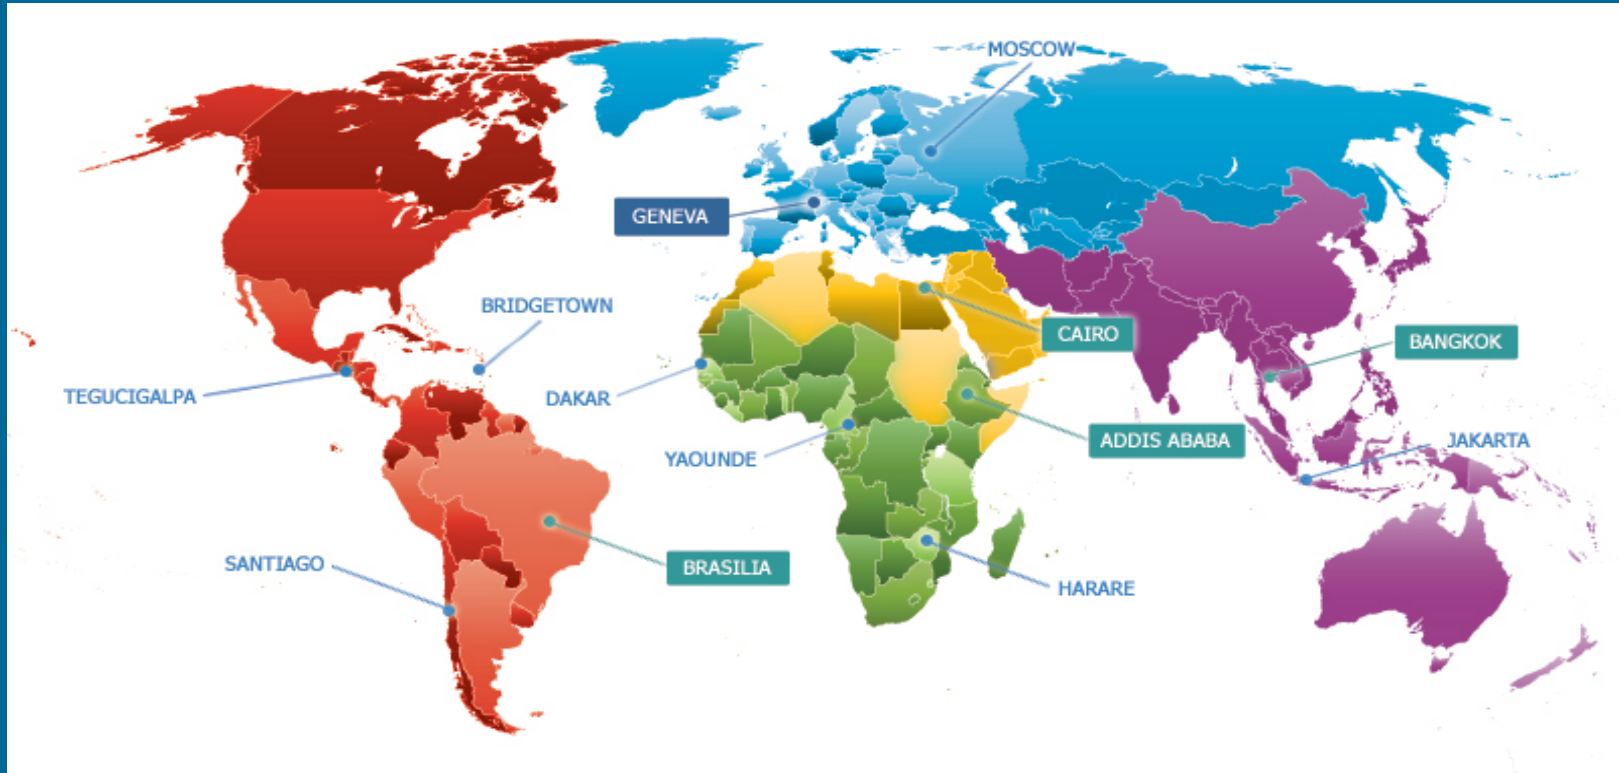 MOSCOW
GENEVA
BRIDGETOWN
CAIRO
BANGKOK
TEGUCIGALPA
DAKAR
ADDIS ABABA
JAKARTA
YAOUNDE
SANTIAGO
BRASILIA
HARARE